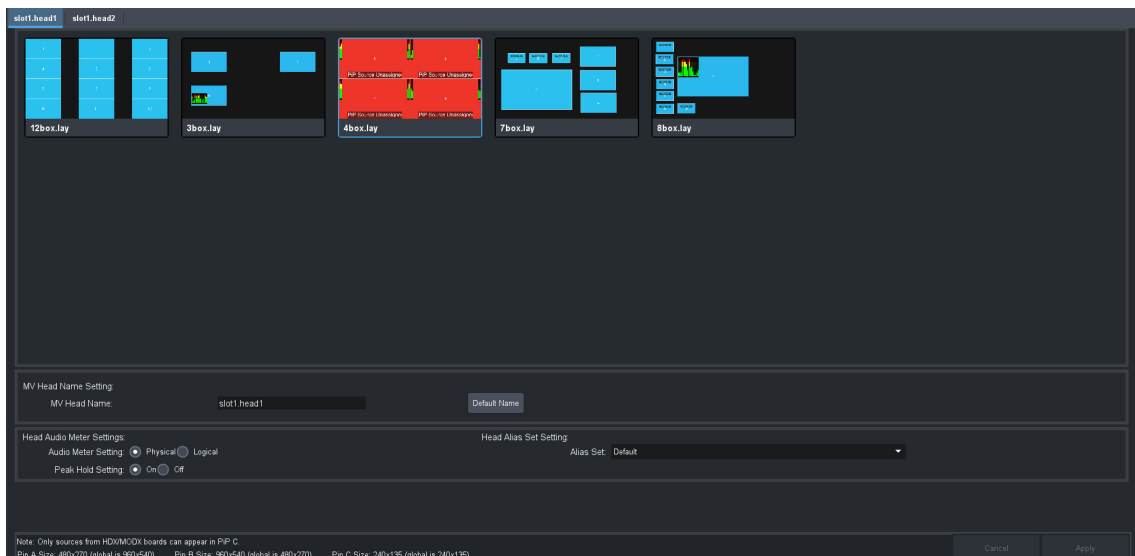 slot1.head1 slot1.head2
PiP Source Unassigne PiP Source Unassigne
PiP Source Unassigne PiP Source Unassigne
12box.lay 3box.lay 4box.lay 7box.lay 8box.lay
MV Head Name Setting:
MV Head Name: slot1.head1 Default Name
Head Audio Meter Settings: Head Alias Set Setting:
Audio Meter Setting: Physical Logical Alias Set: Default
Peak Hold Setting: On Off
Note: Only sources from HDX/MODX boards can appear in PiP C.
Pip A Size: 480x270 (global is 960x540) Pip B Size: 960x540 (global is 480x270) Pip C Size: 240x135 (global is 240x135)
Cancel Apply